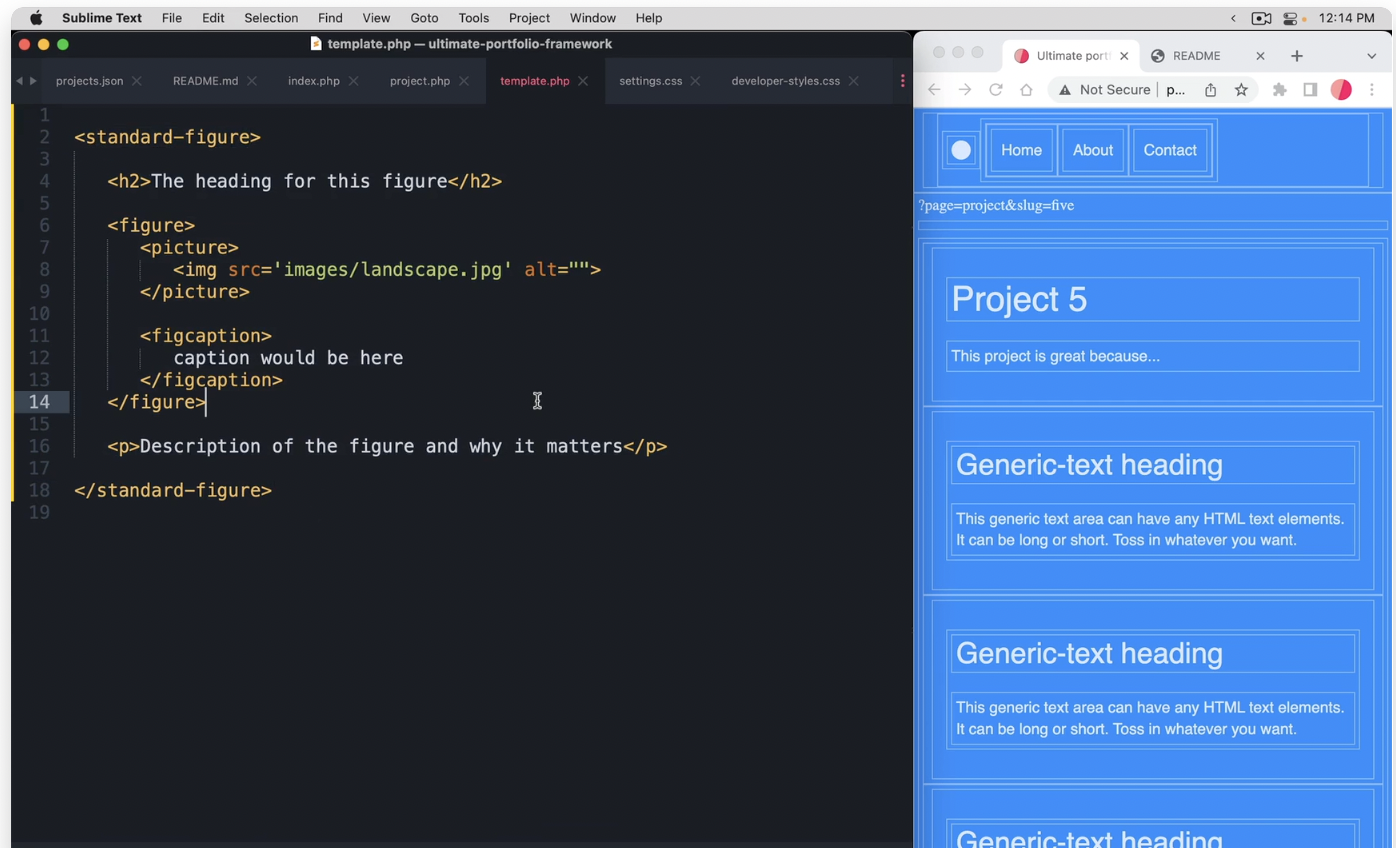 Sublime Text File Edit Selection Find View Goto Tools Project Window Help 12:14 PM
template.php — ultimate-portfolio-framework
projects.json README.md index.php project.php template.php settings.css developer-styles.css
1
2 <standard-figure>
3
4 <h2>The heading for this figure</h2>
5
6 <figure>
7 <picture>
8 <img src='images/landscape.jpg' alt="">
9 </picture>
10
11 <figcaption>
12 caption would be here
13 </figcaption>
14 </figure>
15
16 <p>Description of the figure and why it matters</p>
17
18 </standard-figure>
19
Ultimate port README
Not Secure p...
Home About Contact
?page=project&slug=five
Project 5
This project is great because...
Generic-text heading
This generic text area can have any HTML text elements.
It can be long or short. Toss in whatever you want.
Generic-text heading
This generic text area can have any HTML text elements.
It can be long or short. Toss in whatever you want.
Generic-text heading